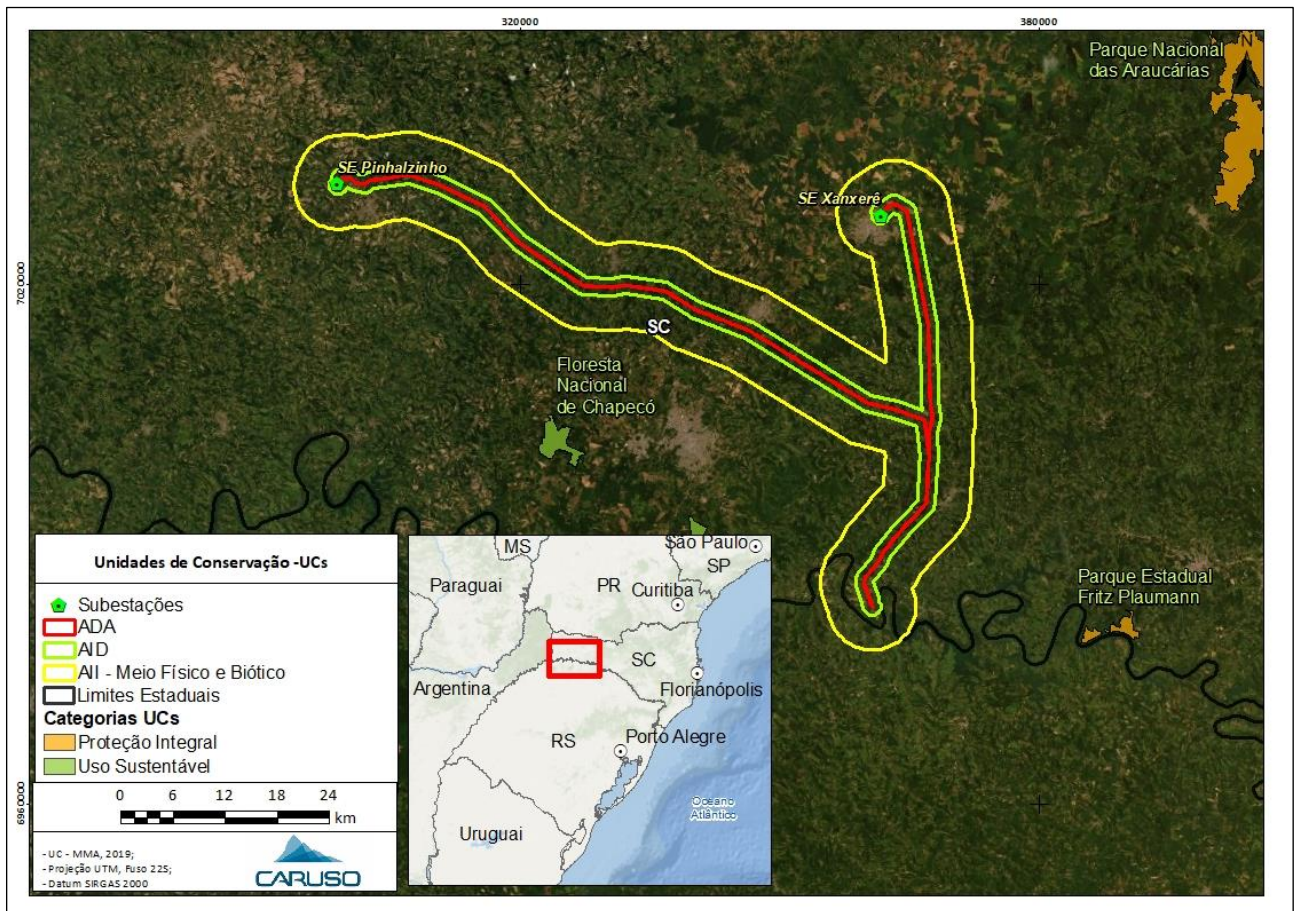 320000
380000
Parque Nacional
das Araucárias
N
SE Pinhalzinho
SE Xanxerê
7020000
SC
Floresta
Nacional
de Chapecó
Parque Estadual
Fritz Plaumann
6960000
Unidades de Conservação -UCs
Subestações
ADA
AID
AII - Meio Físico e Biótico
Limites Estaduais
Categorias UCs
Proteção Integral
Uso Sustentável
0 6 12 18 24
km
- UC - MMA, 2019;
- Projeção UTM, Fuso 22S;
- Datum SIRGAS 2000
CARUSO
MS
São Paulo
SP
Paraguai
PR
Curitiba
SC
Argentina
Florianópolis
RS
Porto Alegre
Oceano
Atlântico
Uruguai